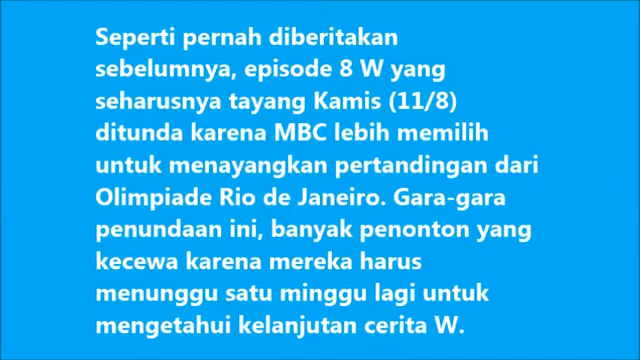 Seperti pernah diberitakan
sebelumnya, episode 8 W yang
seharusnya tayang Kamis (11/8)
ditunda karena MBC lebih memilih
untuk menayangkan pertandingan dari
Olimpiade Rio de Janeiro. Gara-gara
penundaan ini, banyak penonton yang
kecewa karena mereka harus
menunggu satu minggu lagi untuk
mengetahui kelanjutan cerita W.